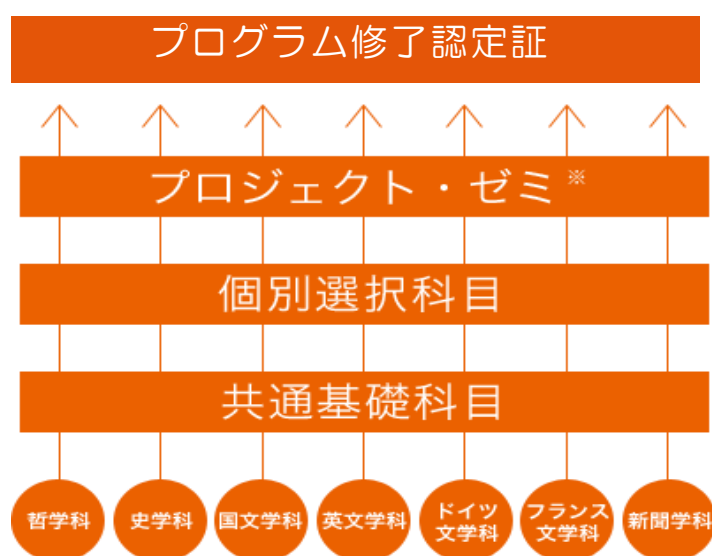 プログラム修了認定証
プロジェクト・ゼミ※
個別選択科目
共通基礎科目
哲学科
史学科
国文学科
英文学科
ドイツ
文学科
フランス
文学科
新聞学科